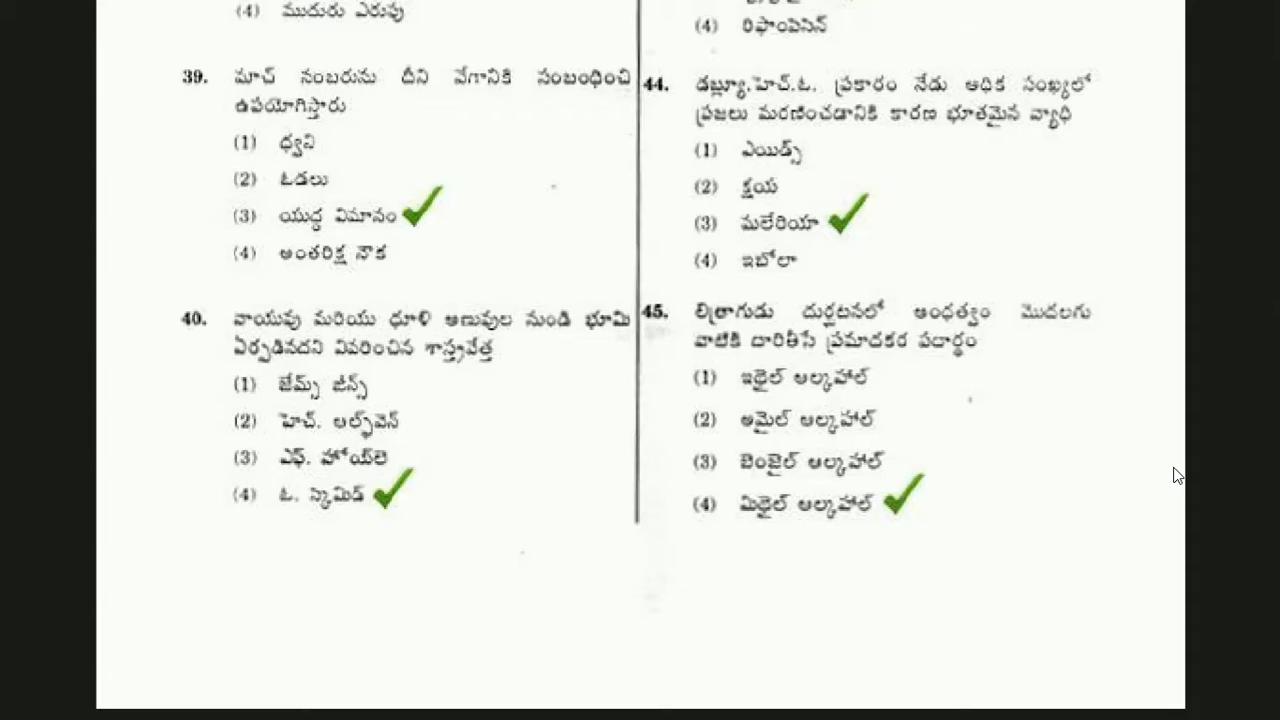 (4) ముదురు ఎరుపు
39. మాచ్ నంబరును దీని వేగానికి సంబంధించి
ఉపయోగిస్తారు
(1) ధ్వని
(2) ఓడలు
(3) యుద్ధ విమానం
(4) అంతరిక్ష నౌక
40. వాయువు మరియు ధూళి అణువుల నుండి భూమి
ఏర్పడినదని వివరించిన శాస్త్రవేత్త
(1) జేమ్స్ జీన్స్
(2) హెచ్. ఆల్ఫ్‌వెన్
(3) ఎఫ్. హోయ్‌లె
(4) ఓ. స్కిమిడ్
(4) రిఫాంపిసిన్
44. డబ్ల్యూ.హెచ్.ఓ. ప్రకారం నేడు అధిక సంఖ్యలో
ప్రజలు మరణించడానికి కారణ భూతమైన వ్యాధి
(1) ఎయిడ్స్
(2) క్షయ
(3) మలేరియా
(4) ఇబోలా
45. త్రాగుడు దుర్ఘటనలో అంధత్వం మొదలగు
వాటికి దారితీసే ప్రమాదకర పదార్థం
(1) ఇథైల్ ఆల్కహాల్
(2) అమైల్ ఆల్కహాల్
(3) బెంజైల్ ఆల్కహాల్
(4) మిథైల్ ఆల్కహాల్